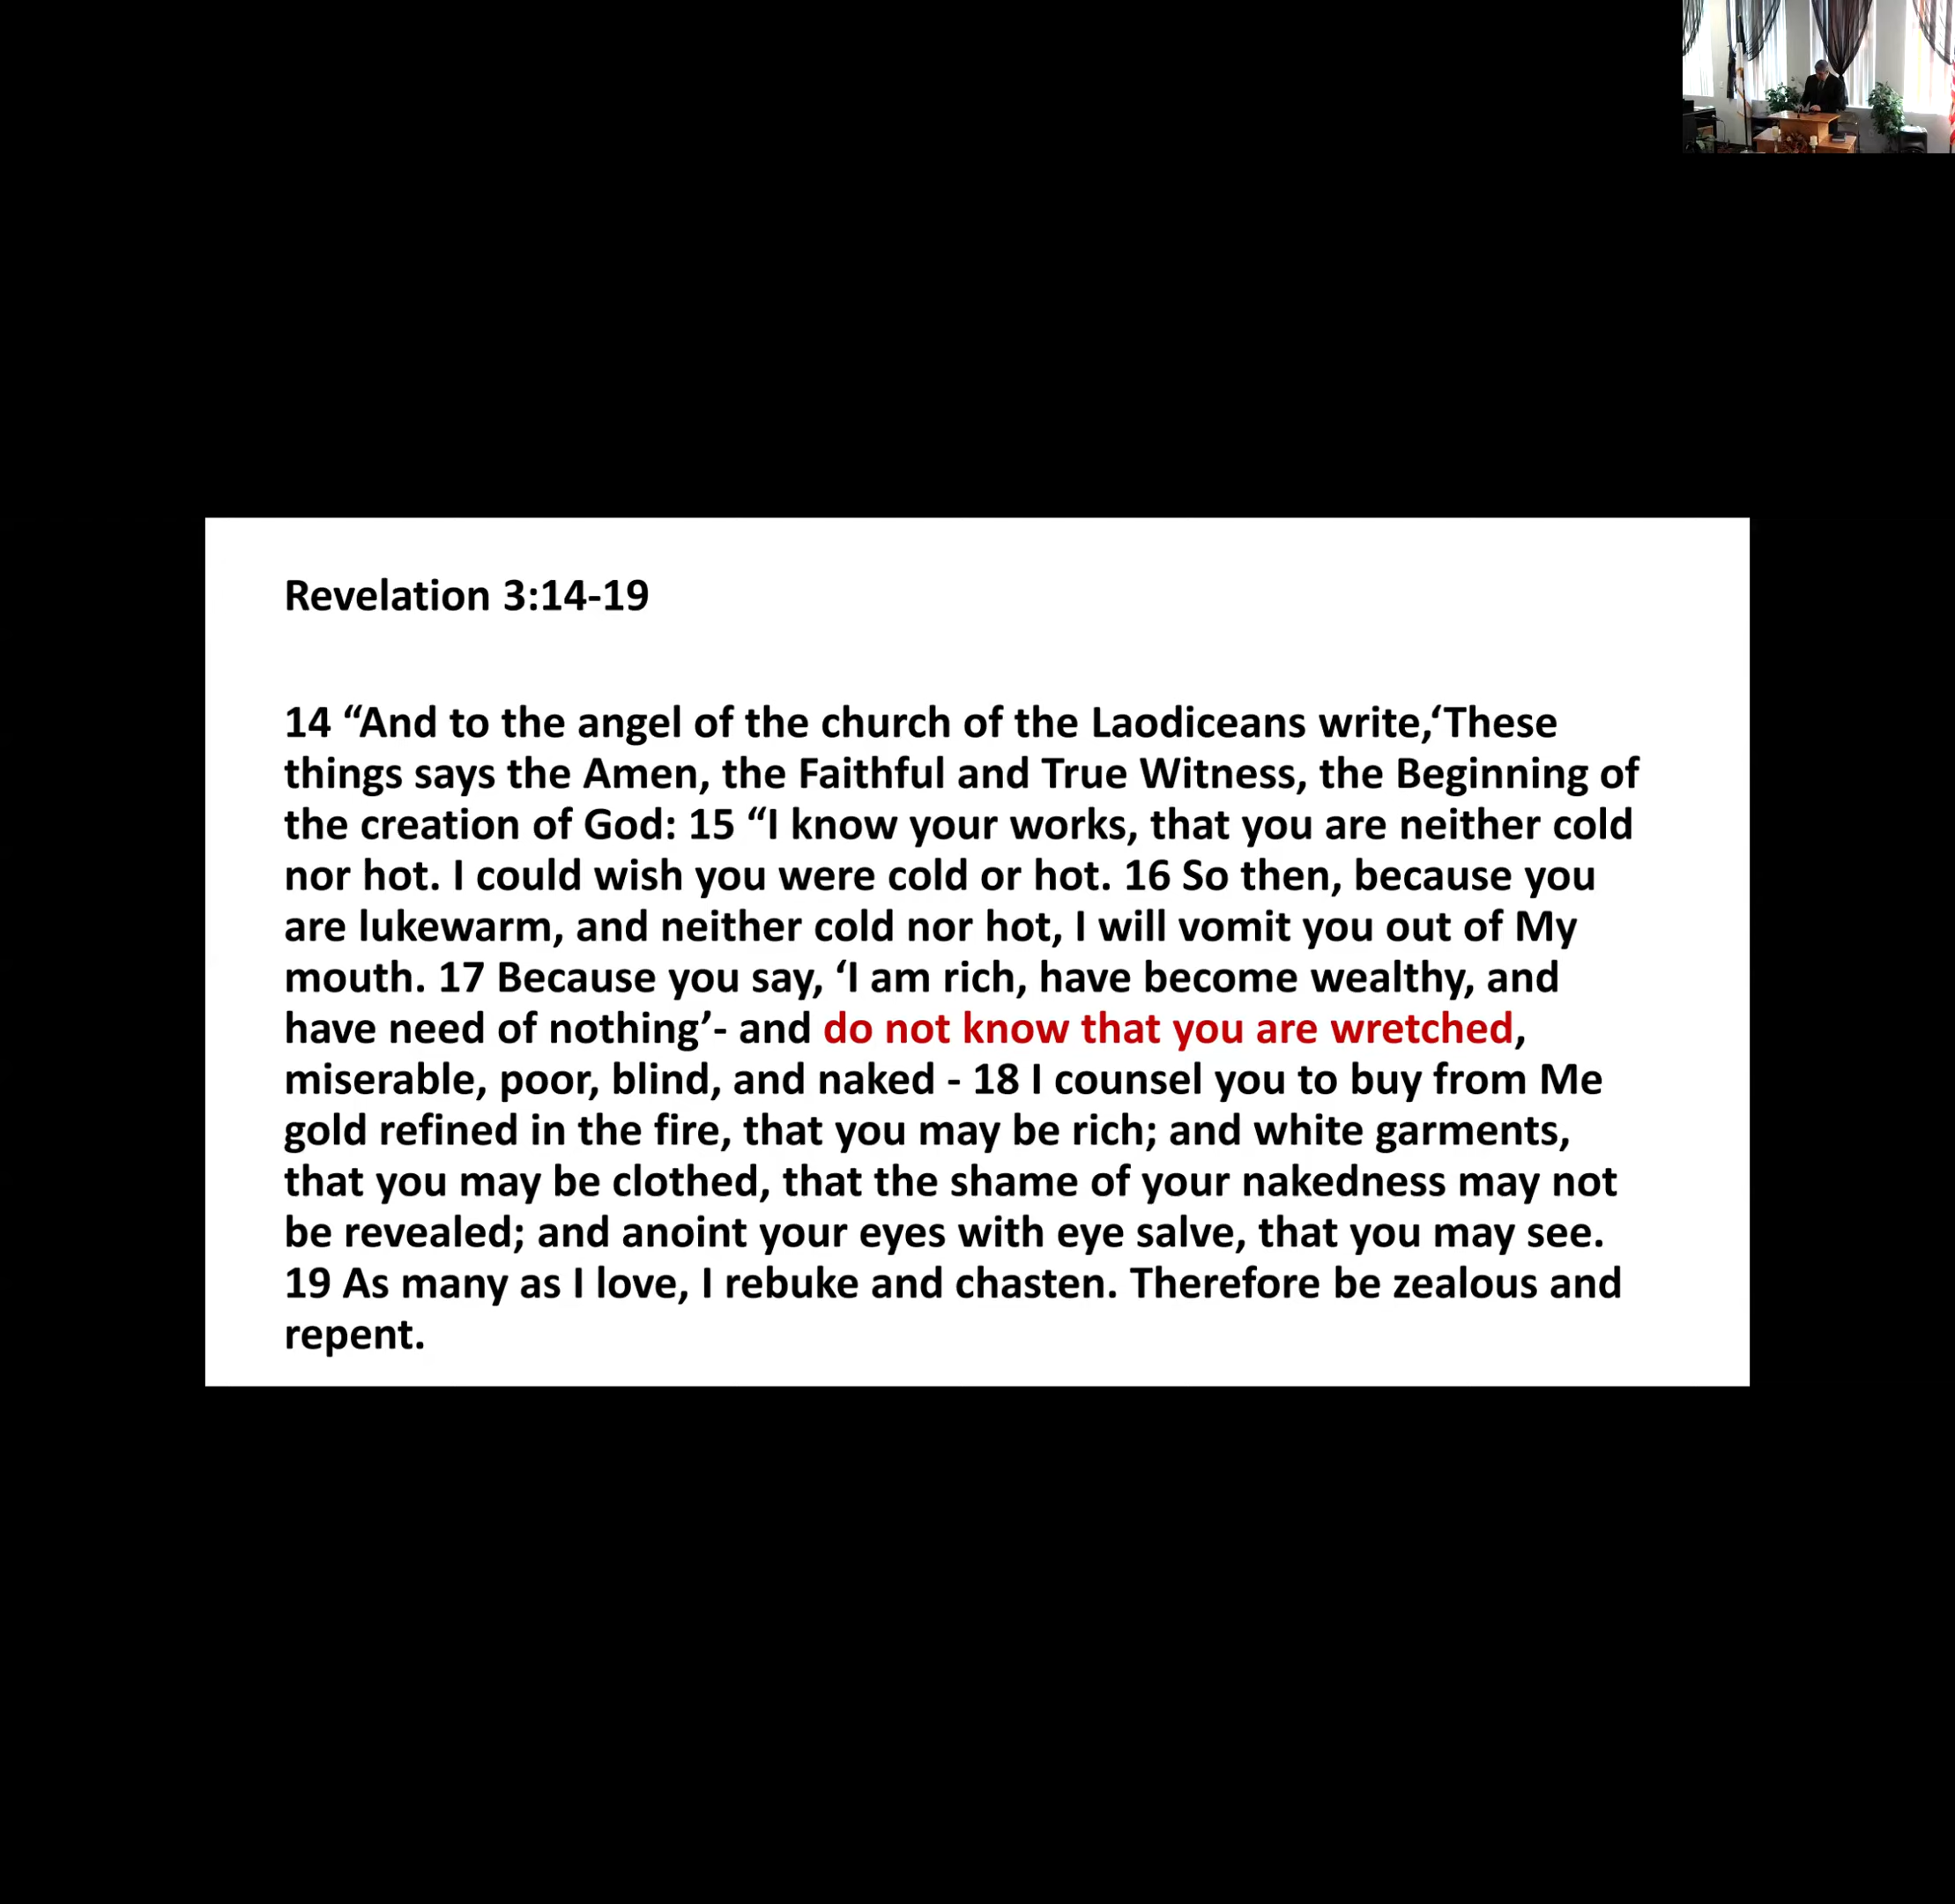 Revelation 3:14-19
14 “And to the angel of the church of the Laodiceans write,‘These
things says the Amen, the Faithful and True Witness, the Beginning of
the creation of God: 15 “I know your works, that you are neither cold
nor hot. I could wish you were cold or hot. 16 So then, because you
are lukewarm, and neither cold nor hot, I will vomit you out of My
mouth. 17 Because you say, ‘I am rich, have become wealthy, and
have need of nothing’- and do not know that you are wretched,
miserable, poor, blind, and naked - 18 I counsel you to buy from Me
gold refined in the fire, that you may be rich; and white garments,
that you may be clothed, that the shame of your nakedness may not
be revealed; and anoint your eyes with eye salve, that you may see.
19 As many as I love, I rebuke and chasten. Therefore be zealous and
repent.